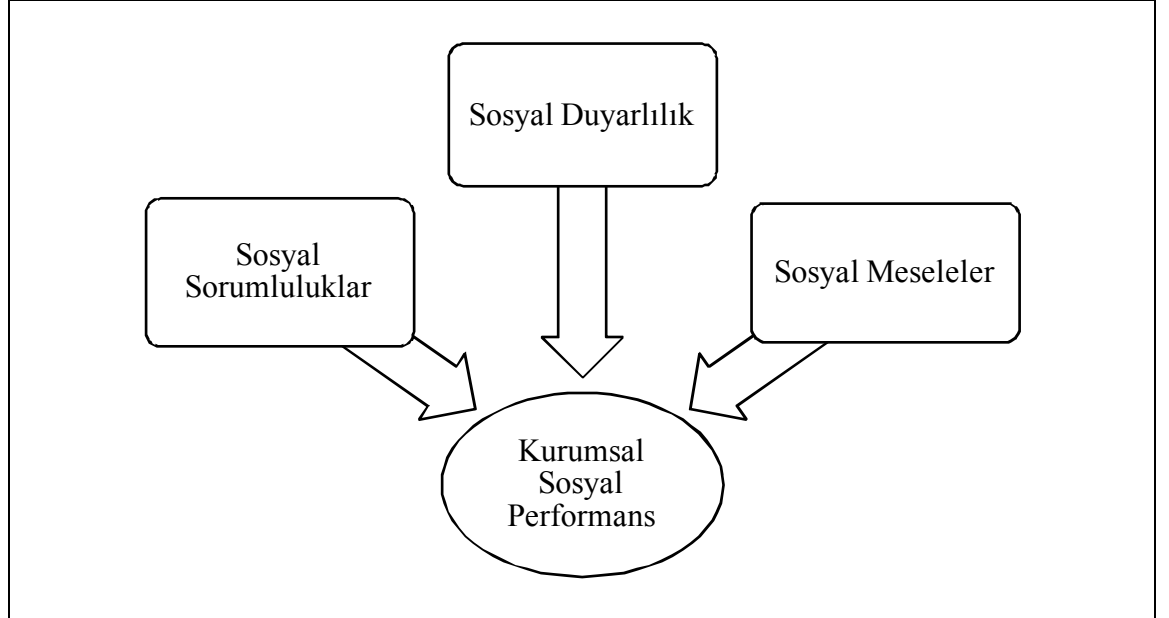 Sosyal Duyarlılık
Sosyal
Sorumluluklar
Sosyal Meseleler
Kurumsal
Sosyal
Performans